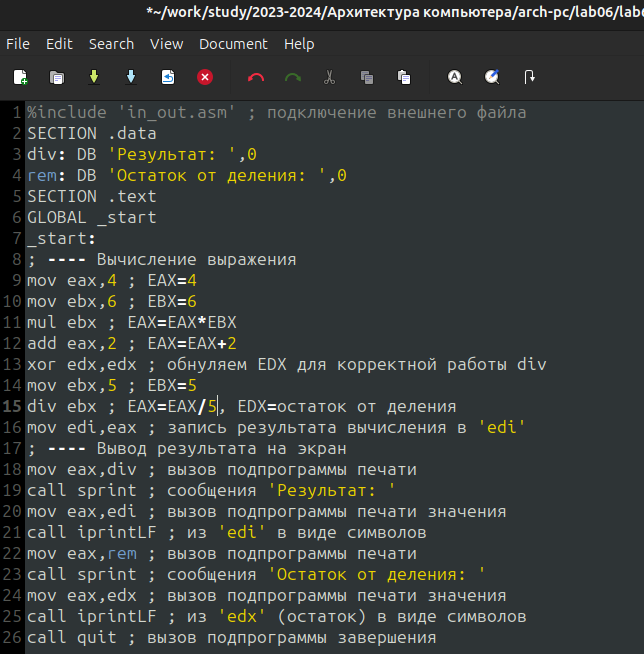 *~/work/study/2023-2024/Архитектура компьютера/arch-pc/lab06/lab6
File Edit Search View Document Help
1 %include 'in_out.asm' ; подключение внешнего файла
2 SECTION .data
3 div: DB 'Результат: ',0
4 rem: DB 'Остаток от деления: ',0
5 SECTION .text
6 GLOBAL _start
7 _start:
8 ; ---- Вычисление выражения
9 mov eax,4 ; EAX=4
10 mov ebx,6 ; EBX=6
11 mul ebx ; EAX=EAX*EBX
12 add eax,2 ; EAX=EAX+2
13 xor edx,edx ; обнуляем EDX для корректной работы div
14 mov ebx,5 ; EBX=5
15 div ebx ; EAX=EAX/5, EDX=остаток от деления
16 mov edi,eax ; запись результата вычисления в 'edi'
17 ; ---- Вывод результата на экран
18 mov eax,div ; вызов подпрограммы печати
19 call sprint ; сообщения 'Результат: '
20 mov eax,edi ; вызов подпрограммы печати значения
21 call iprintLF ; из 'edi' в виде символов
22 mov eax,rem ; вызов подпрограммы печати
23 call sprint ; сообщения 'Остаток от деления: '
24 mov eax,edx ; вызов подпрограммы печати значения
25 call iprintLF ; из 'edx' (остаток) в виде символов
26 call quit ; вызов подпрограммы завершения